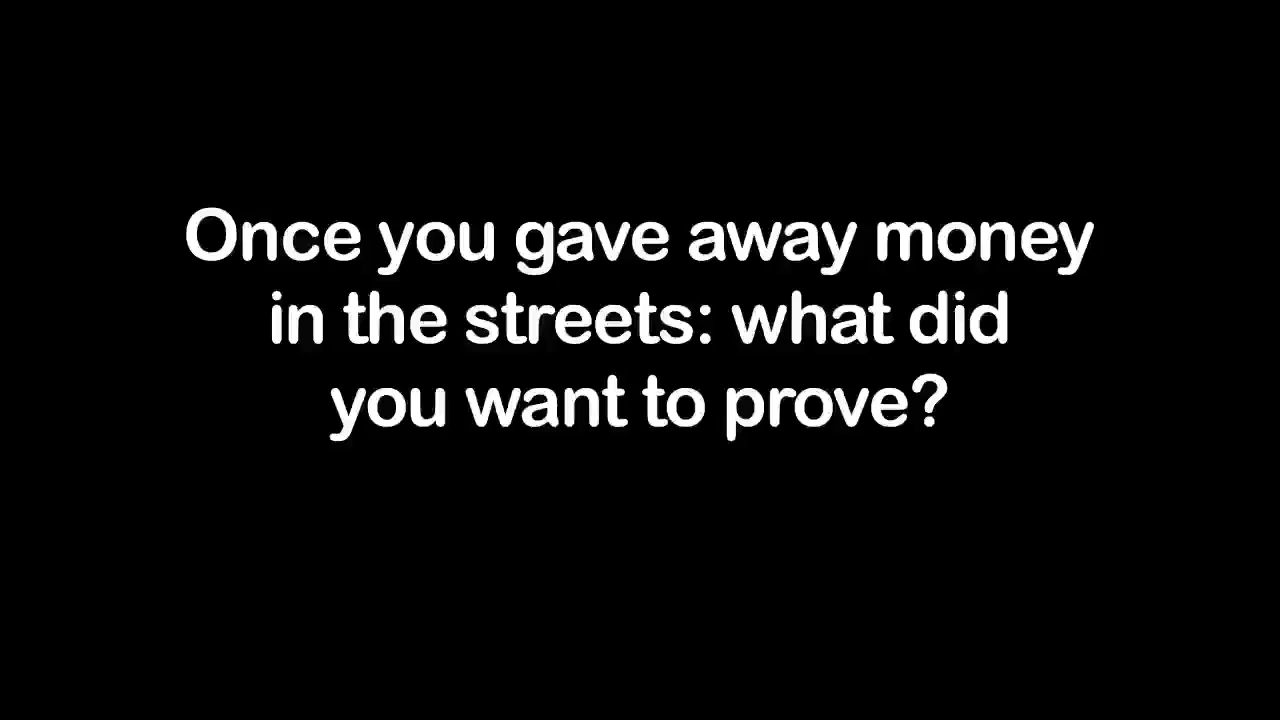 Once you gave away money
in the streets: what did
you want to prove?